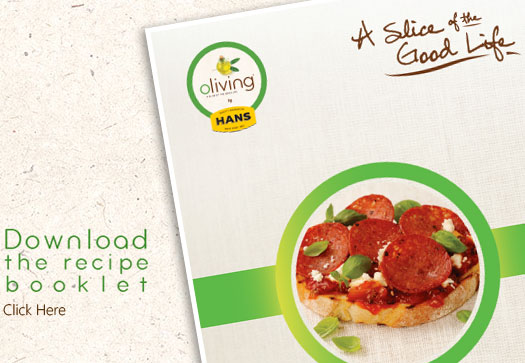 A Slice of the
Good Life
oliving
by
HANS
Download
the recipe
booklet
Click Here